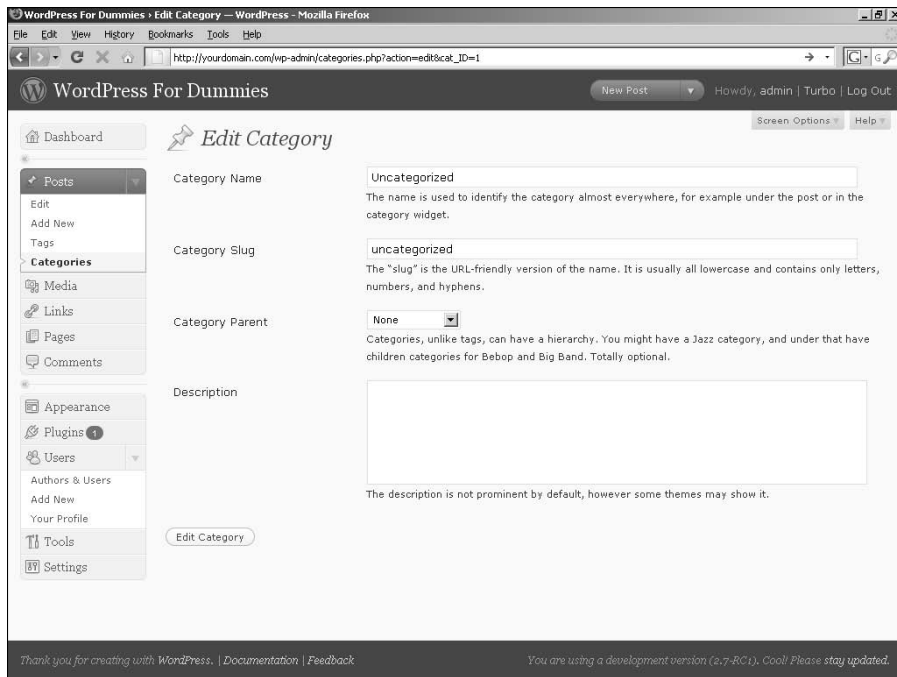 WordPress For Dummies › Edit Category — WordPress - Mozilla Firefox
File Edit View History Bookmarks Tools Help
http://yourdomain.com/wp-admin/categories.php?action=edit&cat_ID=1
WordPress For Dummies
New Post
Howdy, admin | Turbo | Log Out
Screen Options
Help
Dashboard
Posts
Edit
Add New
Tags
Categories
Media
Links
Pages
Comments
Appearance
Plugins 1
Users
Authors & Users
Add New
Your Profile
Tools
Settings
Edit Category
Category Name
Uncategorized
The name is used to identify the category almost everywhere, for example under the post or in the
category widget.
Category Slug
uncategorized
The "slug" is the URL-friendly version of the name. It is usually all lowercase and contains only letters,
numbers, and hyphens.
Category Parent
None
Categories, unlike tags, can have a hierarchy. You might have a Jazz category, and under that have
children categories for Bebop and Big Band. Totally optional.
Description
The description is not prominent by default, however some themes may show it.
Edit Category
Thank you for creating with WordPress. | Documentation | Feedback
You are using a development version (2.7-RC1). Cool! Please stay updated.